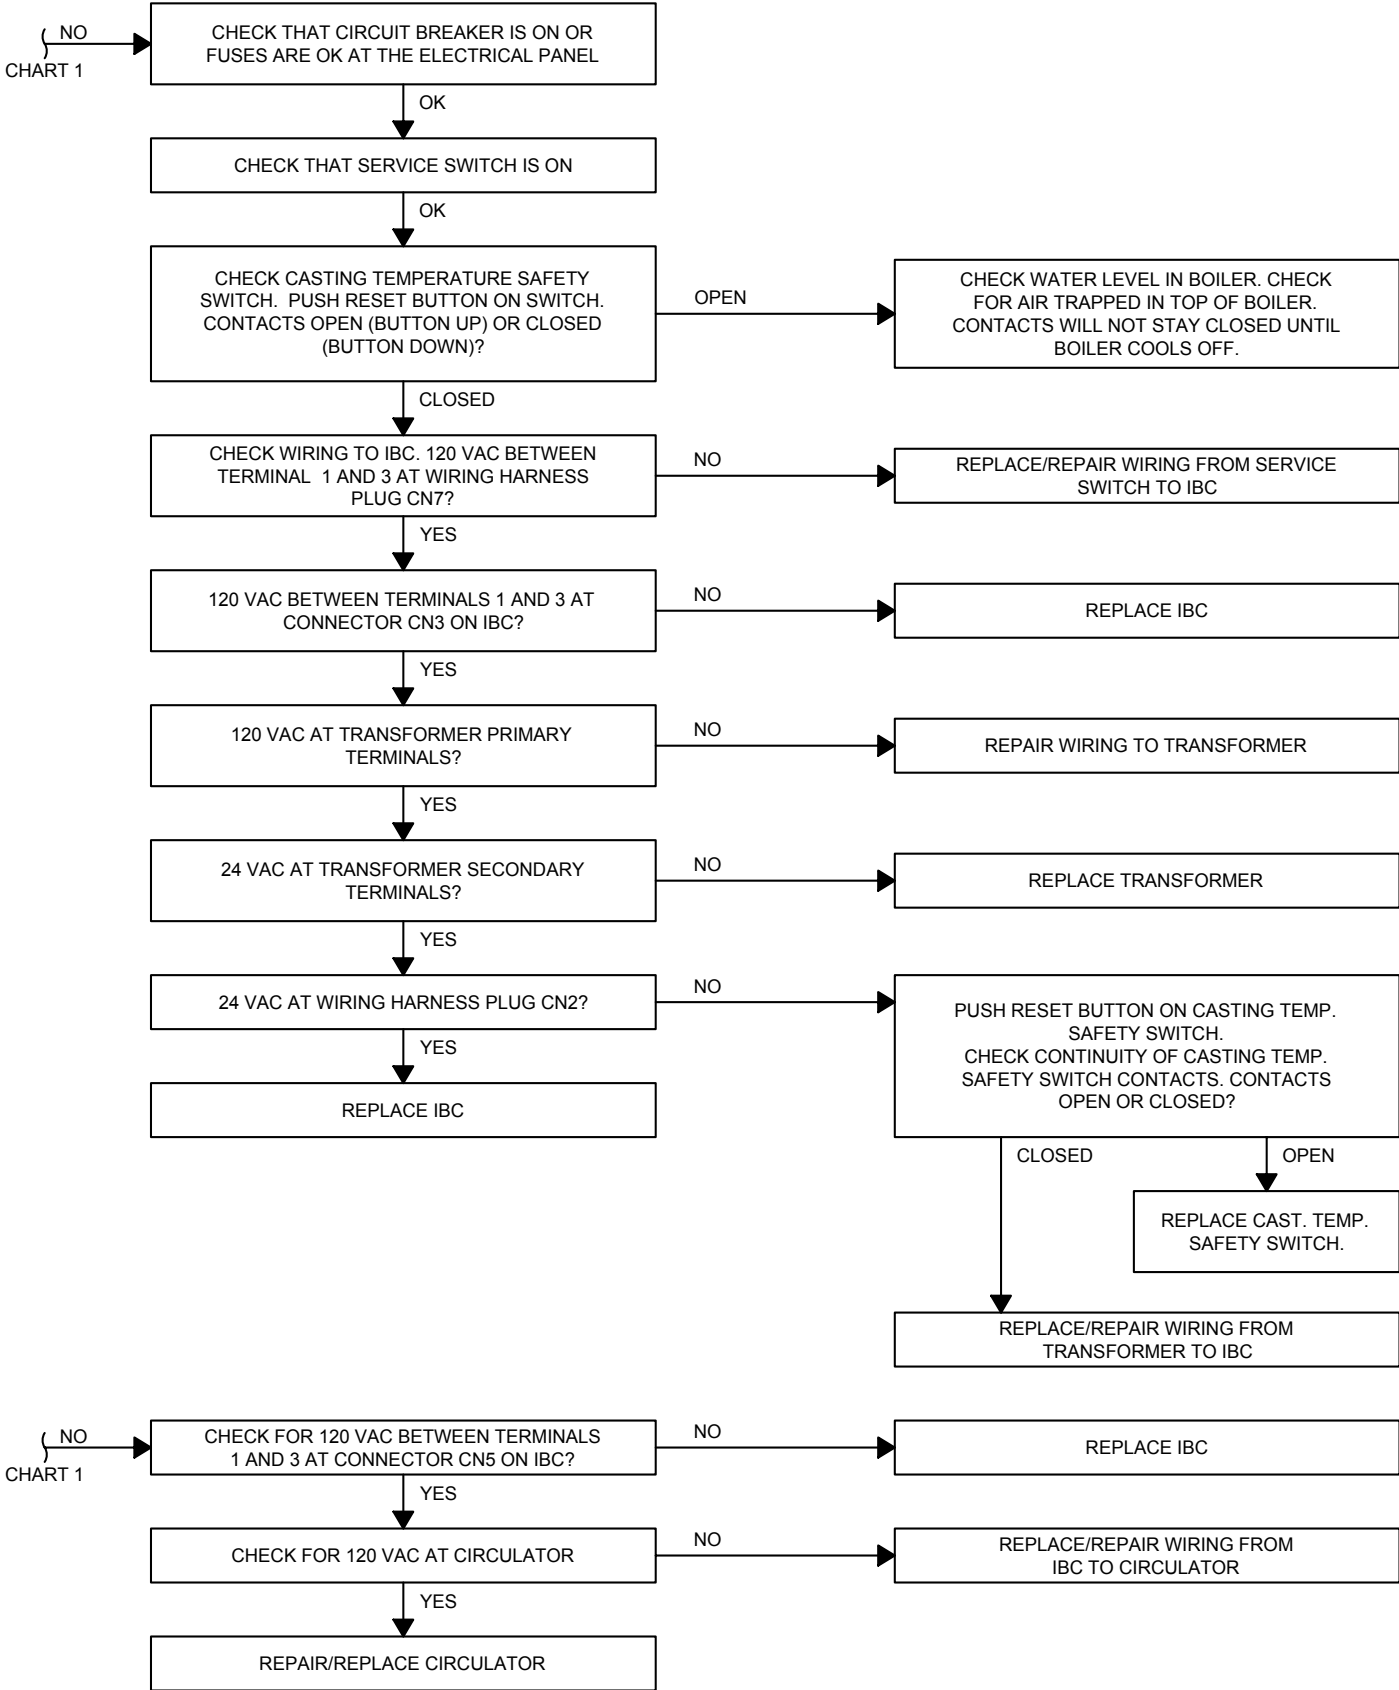 NO
CHART 1
CHECK THAT CIRCUIT BREAKER IS ON OR
FUSES ARE OK AT THE ELECTRICAL PANEL
OK
CHECK THAT SERVICE SWITCH IS ON
OK
CHECK CASTING TEMPERATURE SAFETY
SWITCH. PUSH RESET BUTTON ON SWITCH.
CONTACTS OPEN (BUTTON UP) OR CLOSED
(BUTTON DOWN)?
OPEN
CHECK WATER LEVEL IN BOILER. CHECK
FOR AIR TRAPPED IN TOP OF BOILER.
CONTACTS WILL NOT STAY CLOSED UNTIL
BOILER COOLS OFF.
CLOSED
CHECK WIRING TO IBC. 120 VAC BETWEEN
TERMINAL 1 AND 3 AT WIRING HARNESS
PLUG CN7?
NO
REPLACE/REPAIR WIRING FROM SERVICE
SWITCH TO IBC
YES
120 VAC BETWEEN TERMINALS 1 AND 3 AT
CONNECTOR CN3 ON IBC?
NO
REPLACE IBC
YES
120 VAC AT TRANSFORMER PRIMARY
TERMINALS?
NO
REPAIR WIRING TO TRANSFORMER
YES
24 VAC AT TRANSFORMER SECONDARY
TERMINALS?
NO
REPLACE TRANSFORMER
YES
24 VAC AT WIRING HARNESS PLUG CN2?
NO
PUSH RESET BUTTON ON CASTING TEMP.
SAFETY SWITCH.
CHECK CONTINUITY OF CASTING TEMP.
SAFETY SWITCH CONTACTS. CONTACTS
OPEN OR CLOSED?
YES
REPLACE IBC
CLOSED
OPEN
REPLACE CAST. TEMP.
SAFETY SWITCH.
REPLACE/REPAIR WIRING FROM
TRANSFORMER TO IBC
NO
CHART 1
CHECK FOR 120 VAC BETWEEN TERMINALS
1 AND 3 AT CONNECTOR CN5 ON IBC?
NO
REPLACE IBC
YES
CHECK FOR 120 VAC AT CIRCULATOR
NO
REPLACE/REPAIR WIRING FROM
IBC TO CIRCULATOR
YES
REPAIR/REPLACE CIRCULATOR